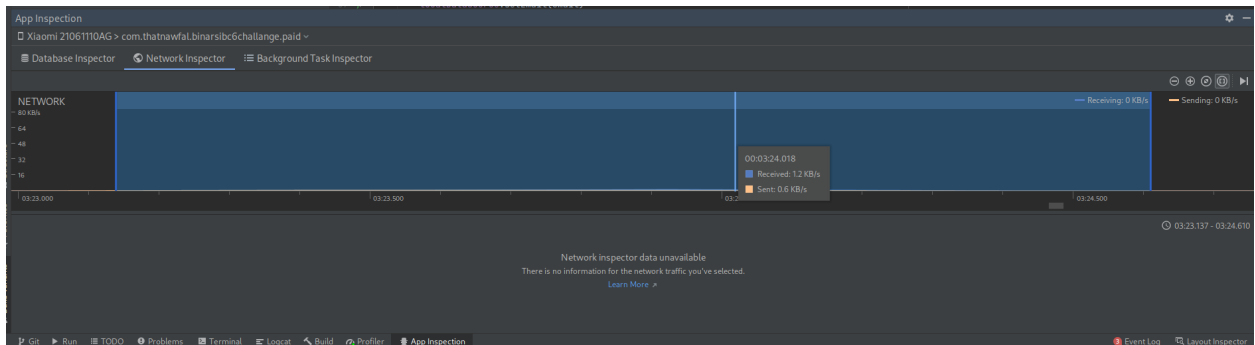 App Inspection
Xiaomi 21061110AG > com.thatnawfal.binarsibc6challange.paid
Database Inspector Network Inspector Background Task Inspector
NETWORK
Receiving: 0 KB/s Sending: 0 KB/s
80 KB/s
64
48
32
16
00:03:24.018
Received: 1.2 KB/s
Sent: 0.6 KB/s
03:23.000 03:23.500 03:24.500
03:23.137 - 03:24.610
Network inspector data unavailable
There is no information for the network traffic you've selected.
Learn More
Git Run TODO Problems Terminal Logcat Build Profiler App Inspection 3 Event Log Layout Inspector